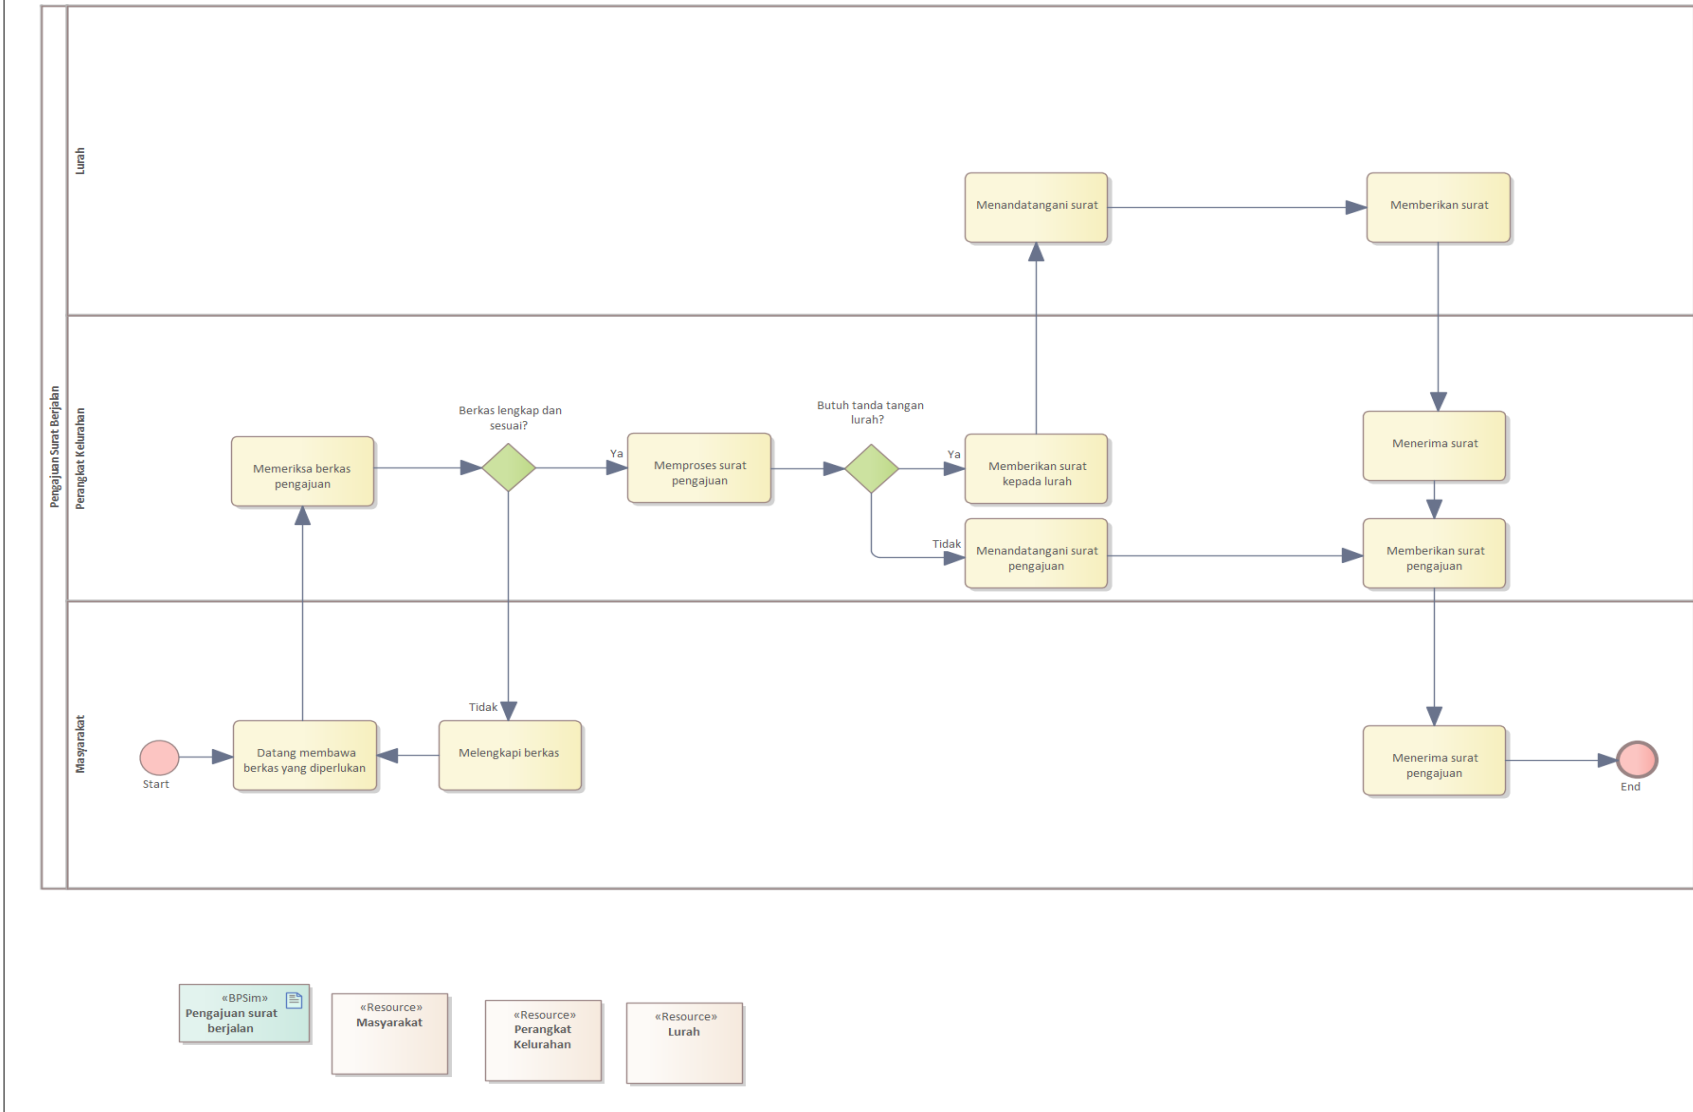 Pengajuan Surat Berjalan
Lurah
Menandatangani surat
Memberikan surat
Perangkat Kelurahan
Memeriksa berkas
pengajuan
Berkas lengkap dan
sesuai?
Ya
Memproses surat
pengajuan
Butuh tanda tangan
lurah?
Ya
Memberikan surat
kepada lurah
Tidak
Menandatangani surat
pengajuan
Menerima surat
Memberikan surat
pengajuan
Masyarakat
Start
Datang membawa
berkas yang diperlukan
Tidak
Melengkapi berkas
Menerima surat
pengajuan
End
«BPSim»
Pengajuan surat
berjalan
«Resource»
Masyarakat
«Resource»
Perangkat
Kelurahan
«Resource»
Lurah